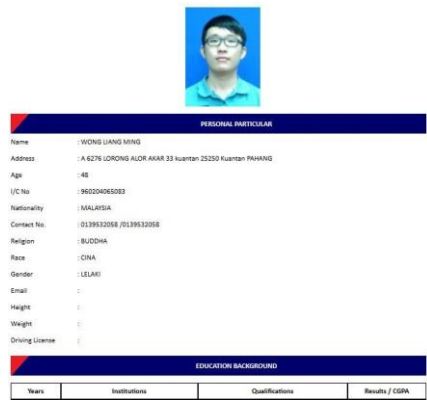 PERSONAL PARTICULAR
Name : WONG LIANG MING
Address : A 6276 LORONG ALOR AKAR 33 kuantan 25250 Kuantan PAHANG
Age : 48
I/C No : 960204065083
Nationality : MALAYSIA
Contact No. : 0139532058 /0139532058
Religion : BUDDHA
Race : CINA
Gender : LELAKI
Email :
Height :
Weight :
Driving License :
EDUCATION BACKGROUND
Years Institutions Qualifications Results / CGPA